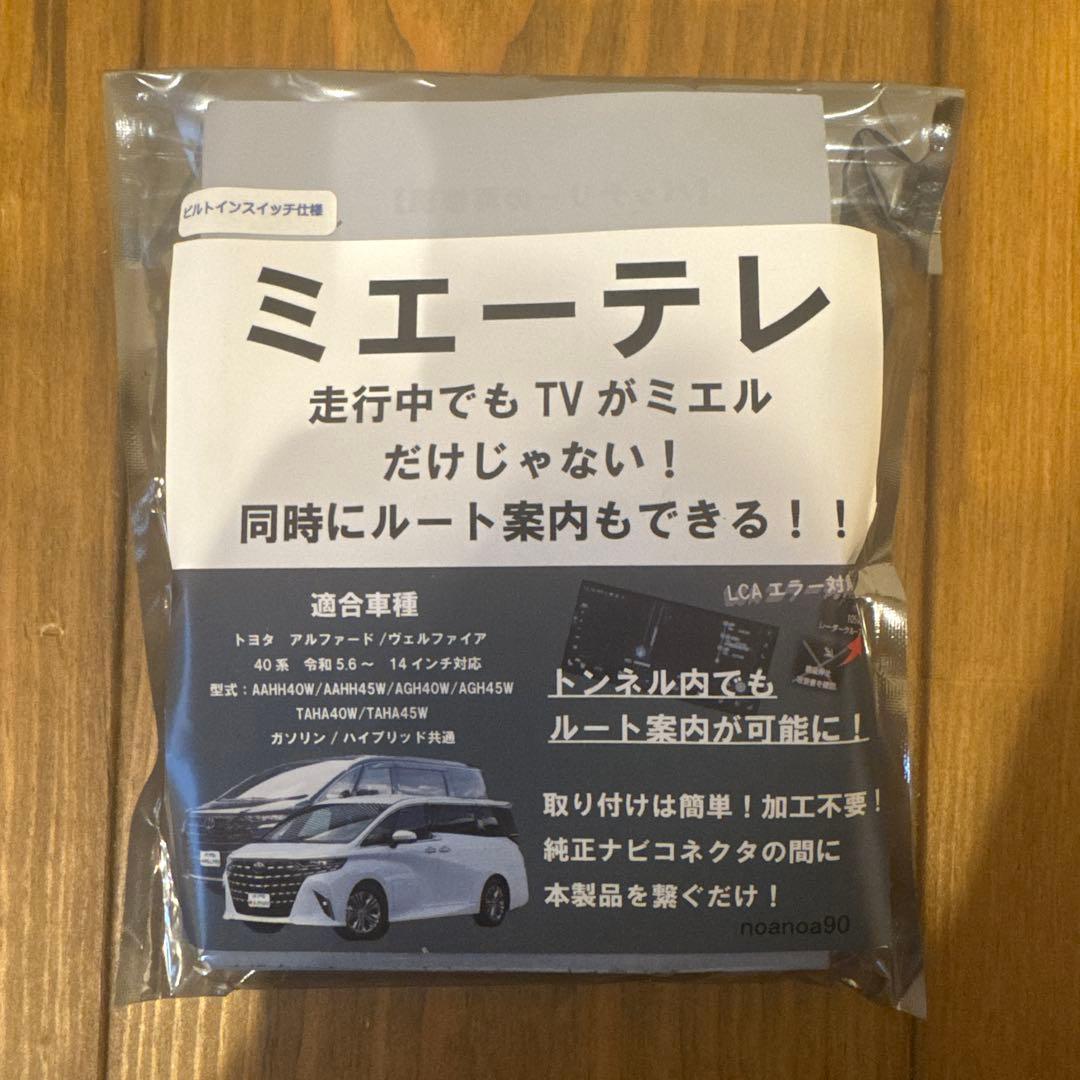 ビルトインスイッチ仕様
ミエーテレ
走行中でも TV がミエル
だけじゃない！
同時にルート案内もできる！！
適合車種
トヨタ アルファード/ヴェルファイア
40系 令和5.6～ 14インチ対応
型式：AAHH40W/AAHH45W/AGH40W/AGH45W
TAHA40W/TAHA45W
ガソリン/ハイブリッド共通
LCAエラー対
トンネル内でも
ルート案内が可能に！
取り付けは簡単！加工不要！
純正ナビコネクタの間に
本製品を繋ぐだけ！
noanoa90